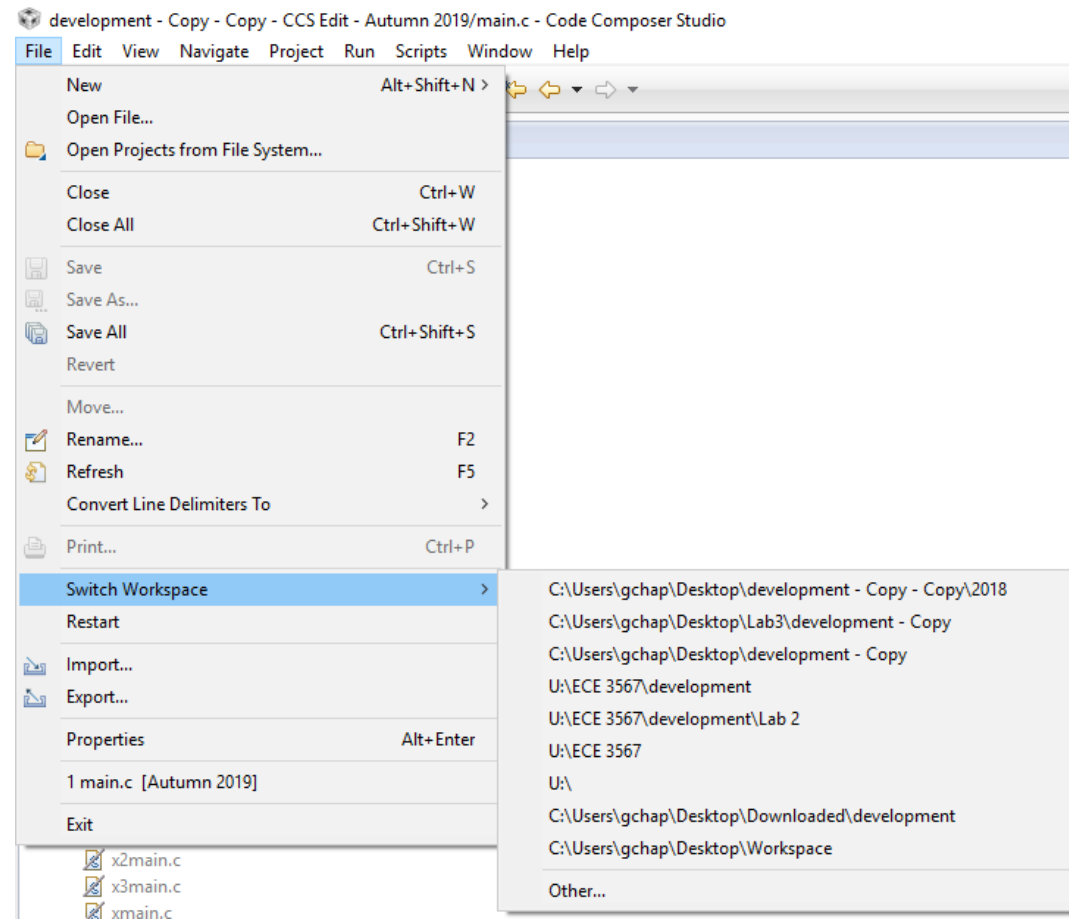 development - Copy - Copy - CCS Edit - Autumn 2019/main.c - Code Composer Studio
File Edit View Navigate Project Run Scripts Window Help
New Alt+Shift+N >
Open File...
Open Projects from File System...
Close Ctrl+W
Close All Ctrl+Shift+W
Save Ctrl+S
Save As...
Save All Ctrl+Shift+S
Revert
Move...
Rename... F2
Refresh F5
Convert Line Delimiters To >
Print... Ctrl+P
Switch Workspace >
Restart
Import...
Export...
Properties Alt+Enter
1 main.c [Autumn 2019]
Exit
C:\Users\gchap\Desktop\development - Copy - Copy\2018
C:\Users\gchap\Desktop\Lab3\development - Copy
C:\Users\gchap\Desktop\development - Copy
U:\ECE 3567\development
U:\ECE 3567\development\Lab 2
U:\ECE 3567
U:\
C:\Users\gchap\Desktop\Downloaded\development
C:\Users\gchap\Desktop\Workspace
Other...
x2main.c
x3main.c
xmain.c